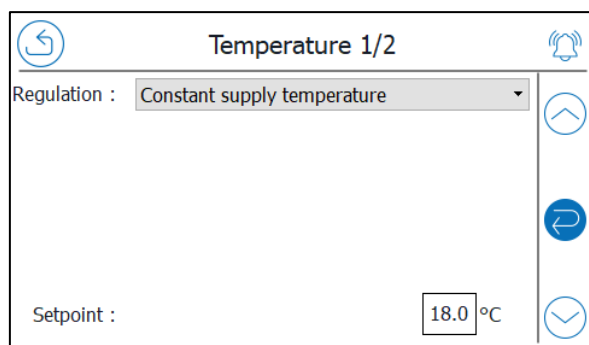 Temperature 1/2
Regulation : Constant supply temperature
Setpoint : 18.0 °C